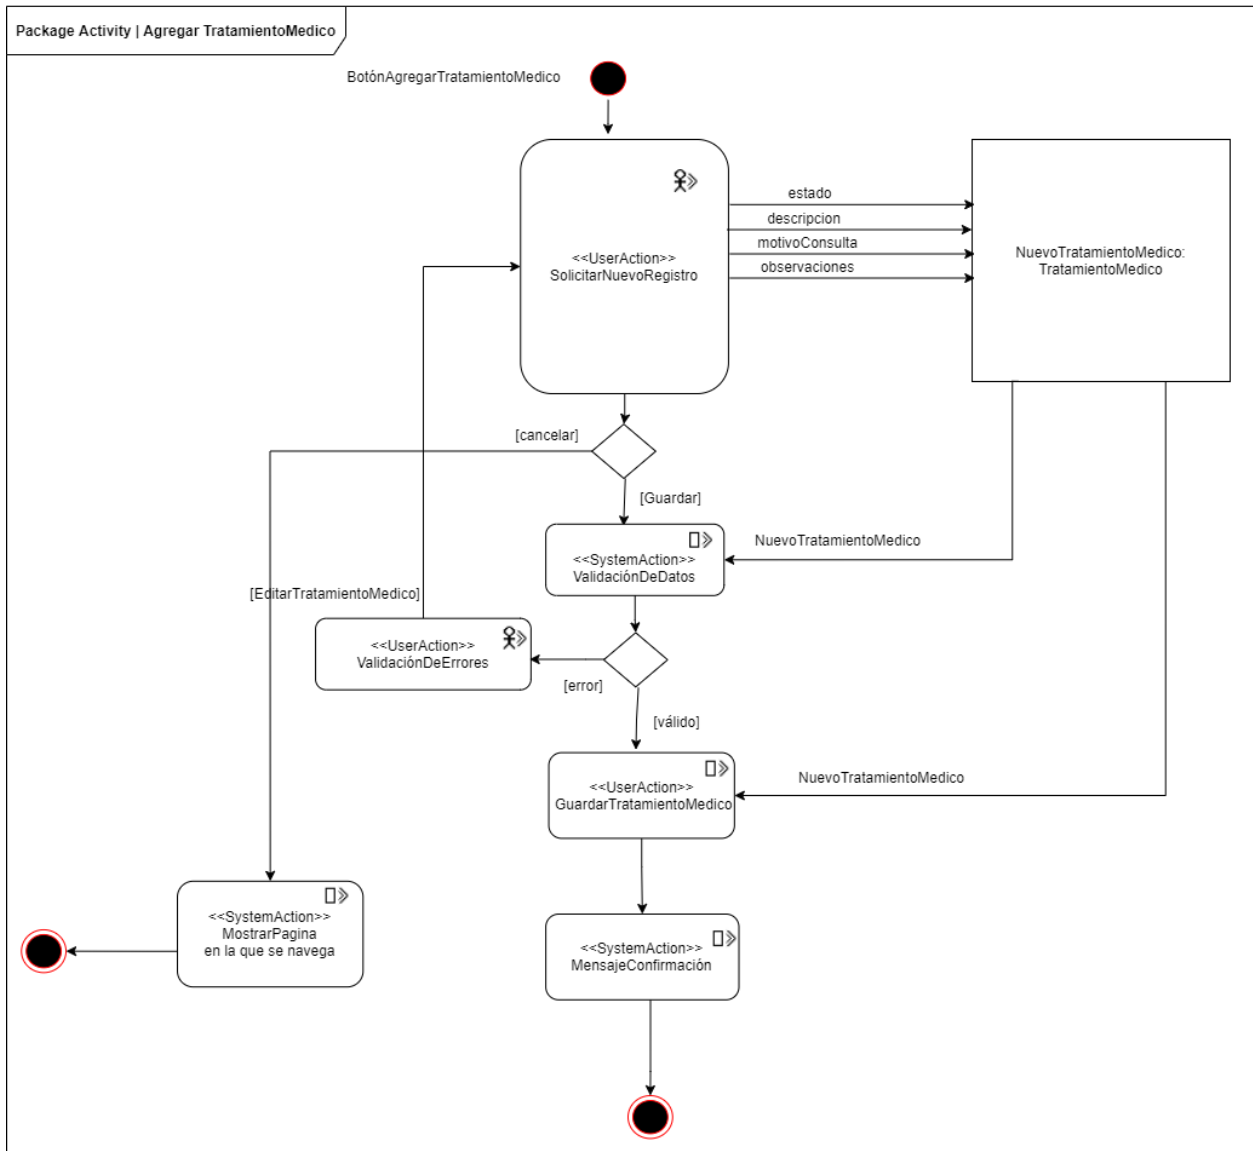 Package Activity | Agregar TratamientoMedico
BotónAgregarTratamientoMedico
<<UserAction>>
SolicitarNuevoRegistro
estado
descripcion
motivoConsulta
observaciones
NuevoTratamientoMedico:
TratamientoMedico
[cancelar]
[Guardar]
<<SystemAction>>
ValidaciónDeDatos
NuevoTratamientoMedico
[EditarTratamientoMedico]
<<UserAction>>
ValidaciónDeErrores
[error]
[válido]
<<UserAction>>
GuardarTratamientoMedico
NuevoTratamientoMedico
<<SystemAction>>
MostrarPagina
en la que se navega
<<SystemAction>>
MensajeConfirmación